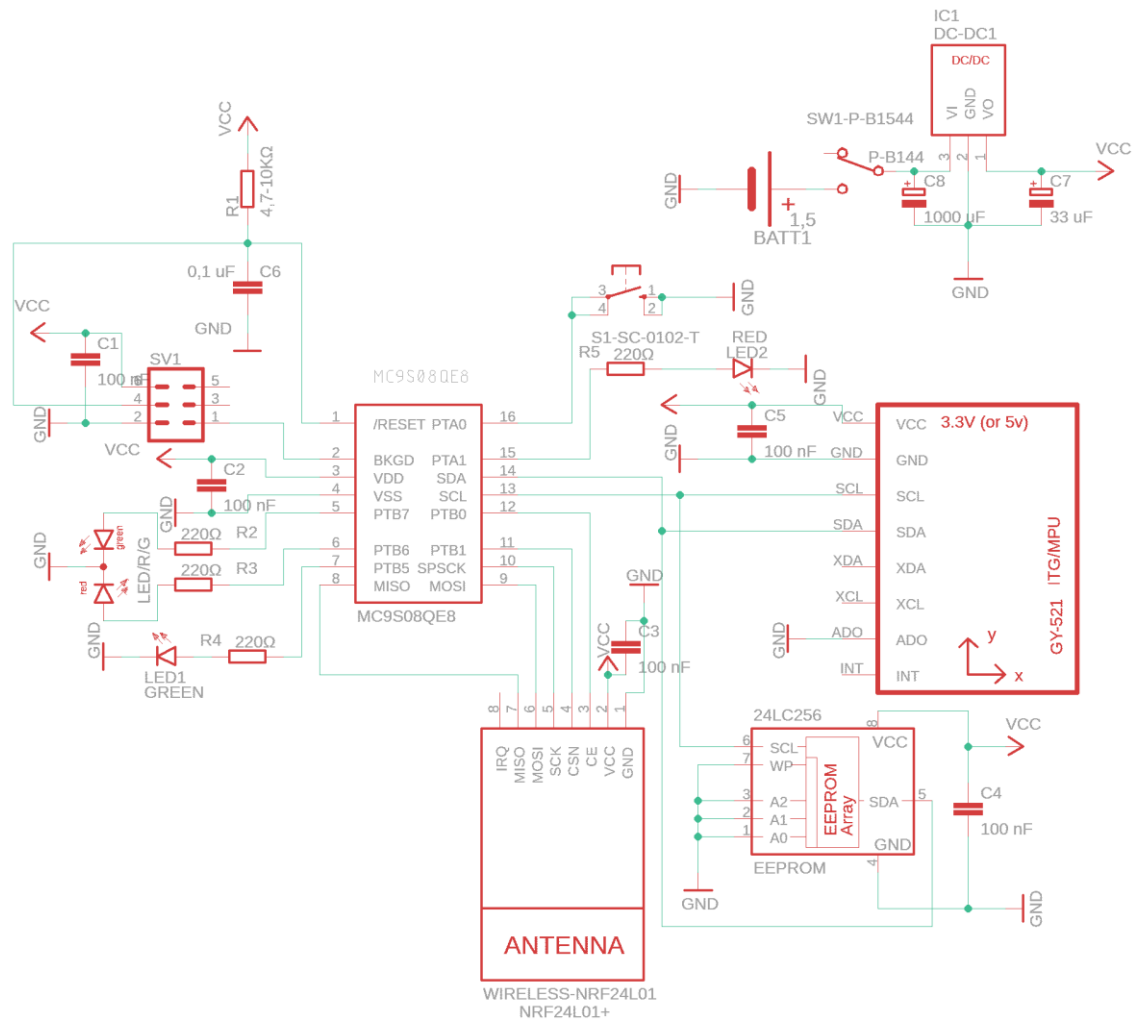 IC1
DC-DC1
DC/DC
VI
GND
VO
3
2
1
SW1-P-B1544
P-B144
VCC
GND
+
1,5
BATT1
+
C8
1000 uF
+
C7
33 uF
GND
VCC
R1
4,7-10KΩ
0,1 uF
C6
GND
VCC
C1
100 nF
SV1
6
5
4
3
2
1
GND
3
4
1
2
GND
S1-SC-0102-T
R5
220Ω
RED
LED2
GND
MC9S08QE8
1
/RESET
PTA0
16
2
BKGD
PTA1
15
3
VDD
SDA
14
4
VSS
SCL
13
5
PTB7
PTB0
12
6
PTB6
PTB1
11
7
PTB5
SPSCK
10
8
MISO
MOSI
9
MC9S08QE8
VCC
C2
100 nF
GND
220Ω
R2
220Ω
R3
green
red
LED/R/G
GND
GND
R4
220Ω
LED1
GREEN
C5
100 nF
GND
VCC
GND
SCL
SDA
XDA
XCL
ADO
INT
VCC
3.3V (or 5v)
GND
SCL
SDA
XDA
XCL
ADO
INT
GND
ITG/MPU
GY-521
y
x
GND
VCC
C3
100 nF
8
7
6
5
4
3
2
1
IRQ
MISO
MOSI
SCK
CSN
CE
VCC
GND
ANTENNA
WIRELESS-NRF24L01
NRF24L01+
24LC256
8
VCC
6
SCL
7
WP
3
A2
2
A1
1
A0
EEPROM
Array
SDA
5
GND
4
EEPROM
GND
VCC
C4
100 nF
GND